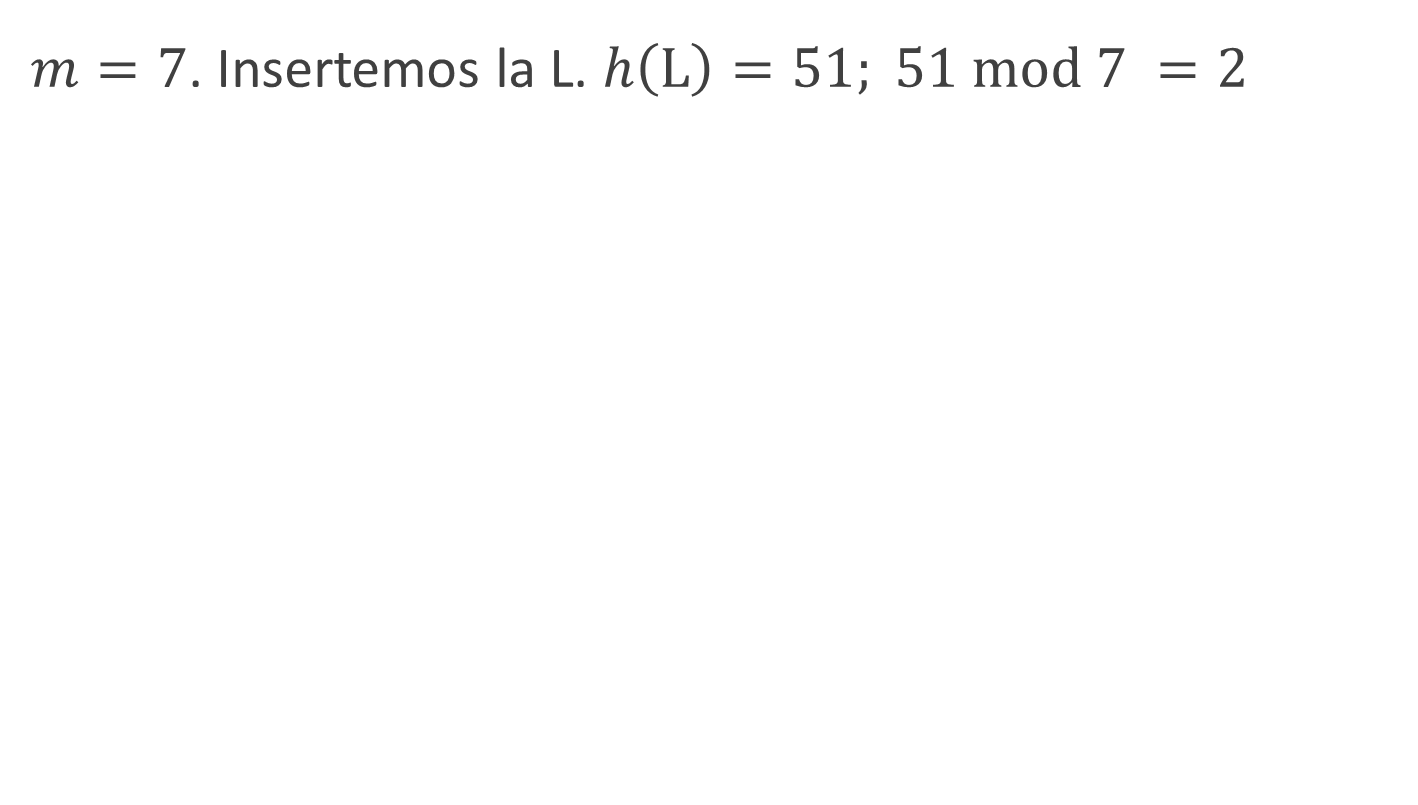 m = 7. Insertemos la L. h(L) = 51; 51 mod 7 = 2